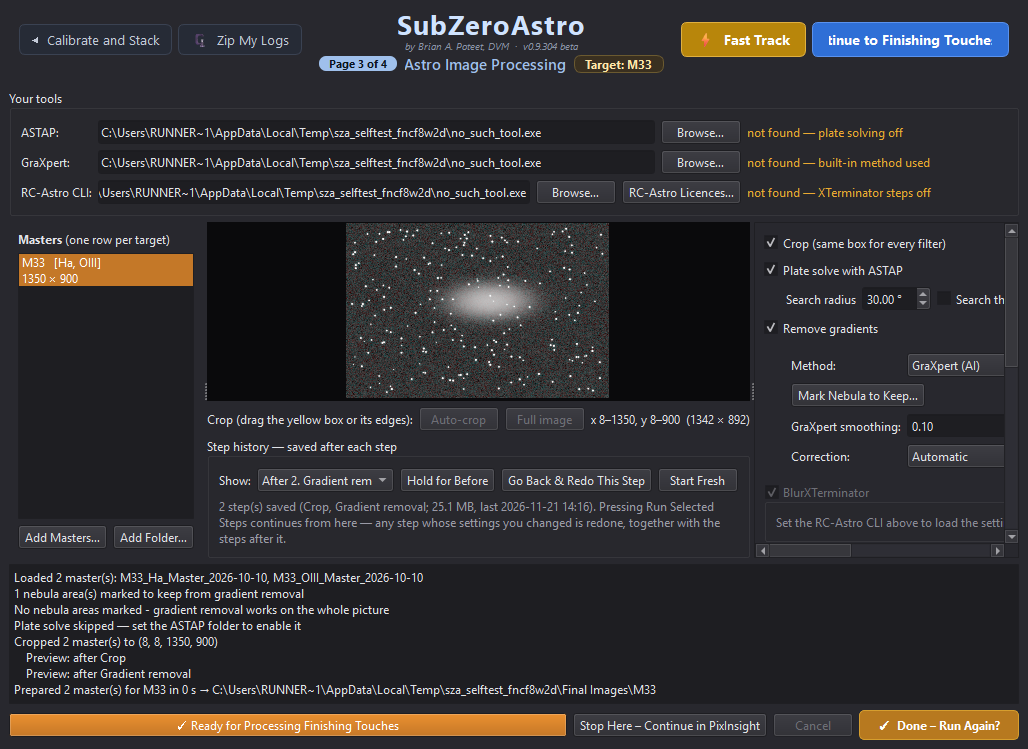 ◄ Calibrate and Stack
Zip My Logs
SubZeroAstro
by Brian A. Poteet, DVM · v0.9.304 beta
Page 3 of 4
Astro Image Processing
Target: M33
Fast Track
tinue to Finishing Touche
Your tools
ASTAP:
C:\Users\RUNNER~1\AppData\Local\Temp\sza_selftest_fncf8w2d\no_such_tool.exe
Browse...
not found — plate solving off
GraXpert:
C:\Users\RUNNER~1\AppData\Local\Temp\sza_selftest_fncf8w2d\no_such_tool.exe
Browse...
not found — built-in method used
RC-Astro CLI:
\Users\RUNNER~1\AppData\Local\Temp\sza_selftest_fncf8w2d\no_such_tool.exe
Browse...
RC-Astro Licences...
not found — XTerminator steps off
Masters (one row per target)
M33 [Ha, OIII]
1350 × 900
Add Masters...
Add Folder...
Crop (drag the yellow box or its edges):
Auto-crop
Full image
x 8–1350, y 8–900 (1342 × 892)
Step history — saved after each step
Show:
After 2. Gradient rem
Hold for Before
Go Back & Redo This Step
Start Fresh
2 step(s) saved (Crop, Gradient removal; 25.1 MB, last 2026-11-21 14:16). Pressing Run Selected
Steps continues from here — any step whose settings you changed is redone, together with the
steps after it.
✓ Crop (same box for every filter)
✓ Plate solve with ASTAP
Search radius
30.00 °
Search th
✓ Remove gradients
Method:
GraXpert (AI)
Mark Nebula to Keep...
GraXpert smoothing:
0.10
Correction:
Automatic
✓ BlurXTerminator
Set the RC-Astro CLI above to load the setti
Loaded 2 master(s): M33_Ha_Master_2026-10-10, M33_OIII_Master_2026-10-10
1 nebula area(s) marked to keep from gradient removal
No nebula areas marked - gradient removal works on the whole picture
Plate solve skipped — set the ASTAP folder to enable it
Cropped 2 master(s) to (8, 8, 1350, 900)
Preview: after Crop
Preview: after Gradient removal
Prepared 2 master(s) for M33 in 0 s → C:\Users\RUNNER~1\AppData\Local\Temp\sza_selftest_fncf8w2d\Final Images\M33
✓ Ready for Processing Finishing Touches
Stop Here – Continue in PixInsight
Cancel
✓ Done – Run Again?